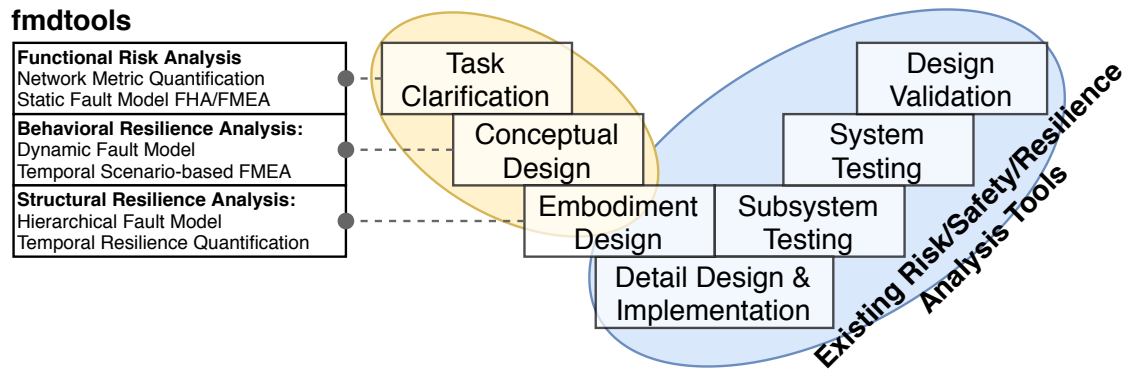 fmdtools
Functional Risk Analysis
Network Metric Quantification
Static Fault Model FHA/FMEA
Behavioral Resilience Analysis:
Dynamic Fault Model
Temporal Scenario-based FMEA
Structural Resilience Analysis:
Hierarchical Fault Model
Temporal Resilience Quantification
Task
Clarification
Conceptual
Design
Embodiment
Design
Detail Design &
Implementation
Subsystem
Testing
System
Testing
Design
Validation
Existing Risk/Safety/Resilience
Analysis Tools